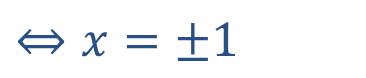 ⇔ x = ±1